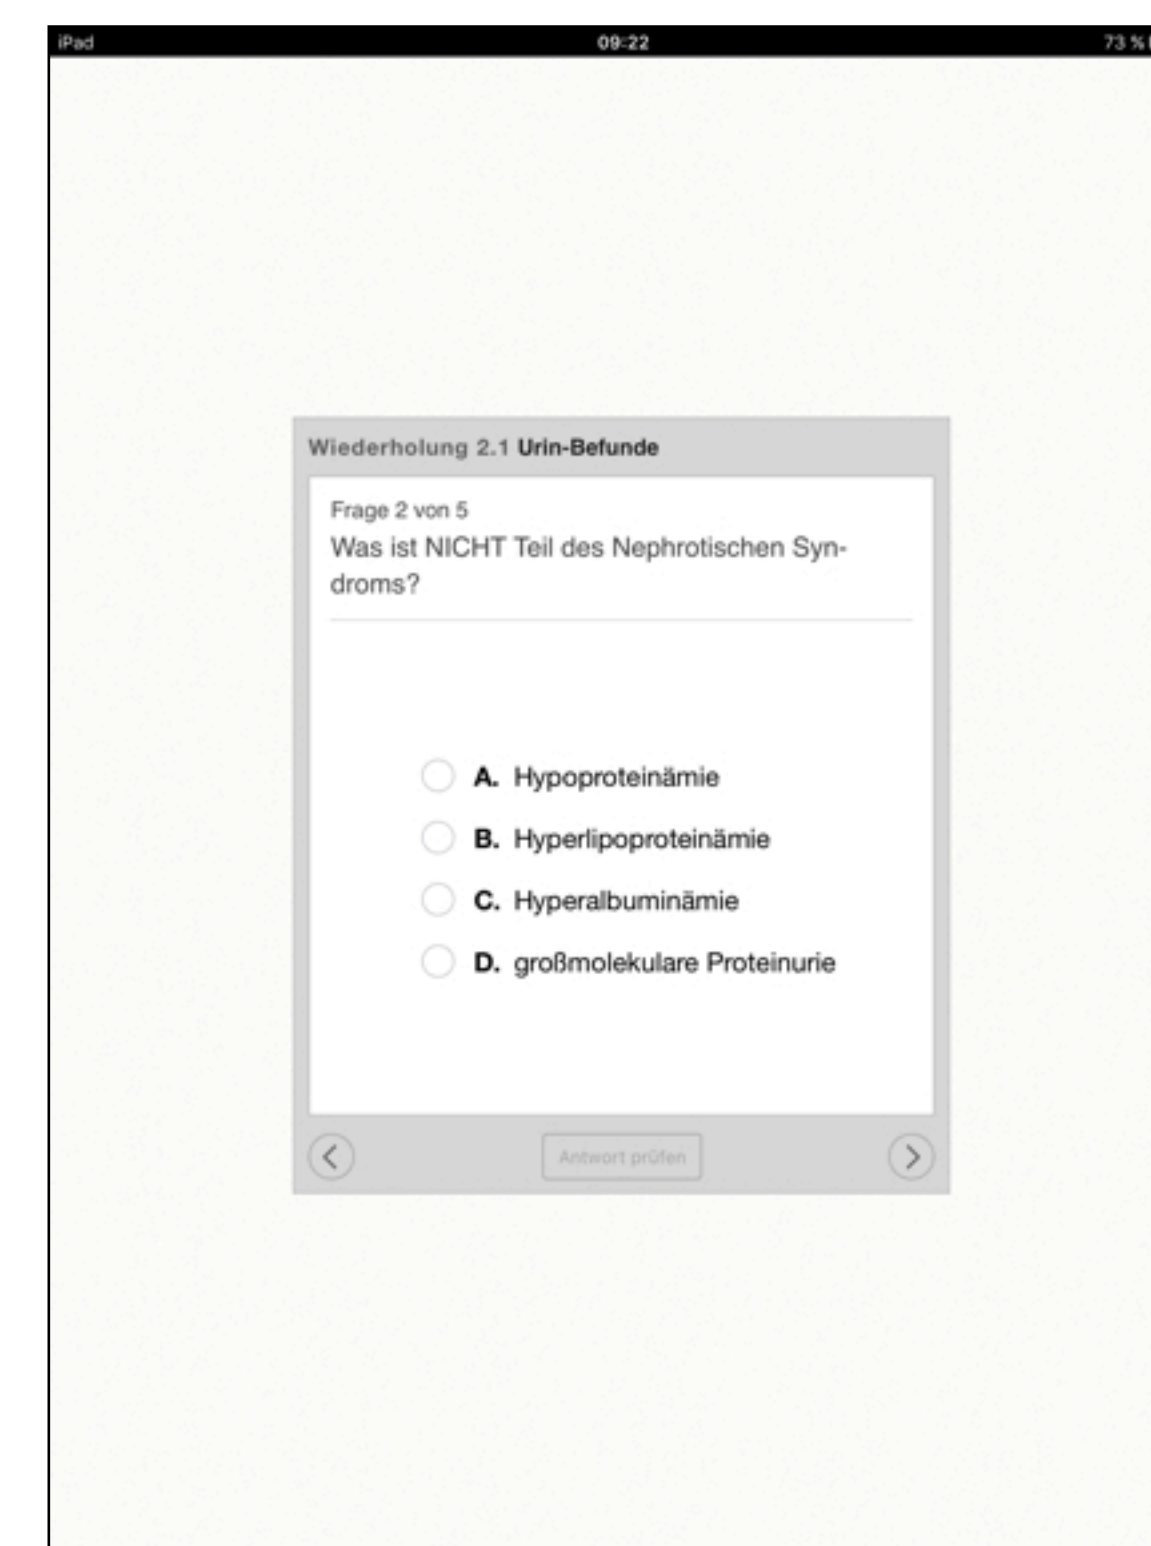 iPad 09:22 73 %
Wiederholung 2.1 Urin-Befunde
Frage 2 von 5
Was ist NICHT Teil des Nephrotischen Syn-
droms?
A. Hypoproteinämie
B. Hyperlipoproteinämie
C. Hyperalbuminämie
D. großmolekulare Proteinurie
Antwort prüfen